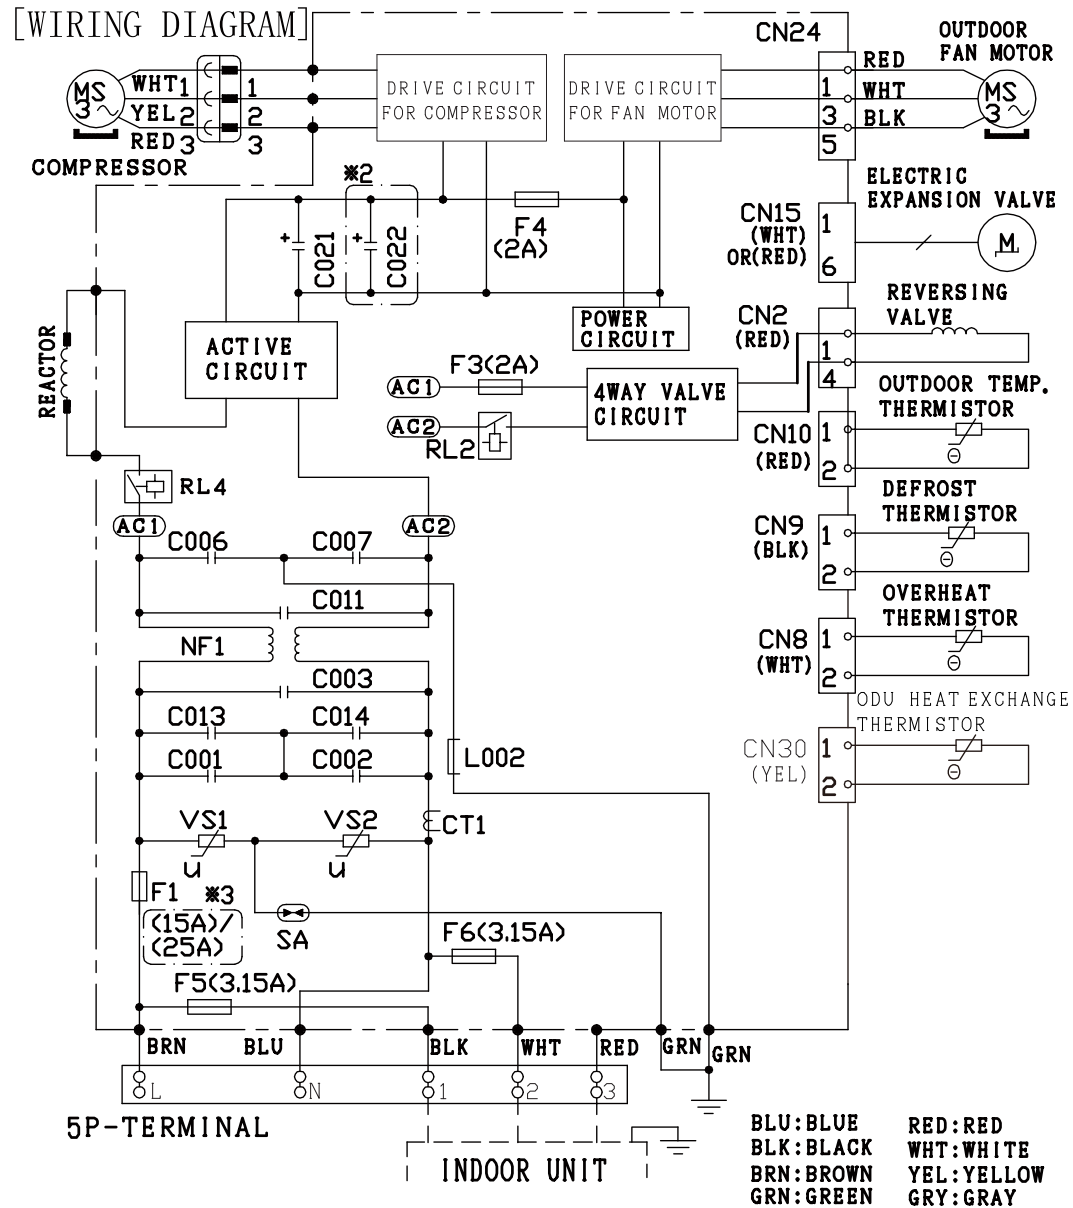 [WIRING DIAGRAM]
CN24
OUTDOOR
FAN MOTOR
MS
3
WHT 1
YEL 2
RED 3
COMPRESSOR
1
2
3
DRIVE CIRCUIT
FOR COMPRESSOR
DRIVE CIRCUIT
FOR FAN MOTOR
1
3
5
RED
WHT
BLK
MS
3
※2
+
C021
+
C022
F4
(2A)
CN15
(WHT)
OR(RED)
1
6
ELECTRIC
EXPANSION VALVE
M
REACTOR
ACTIVE
CIRCUIT
POWER
CIRCUIT
CN2
(RED)
1
4
REVERSING
VALVE
F3(2A)
AC1
AC2
RL2
4WAY VALVE
CIRCUIT
OUTDOOR TEMP.
THERMISTOR
CN10
(RED)
1
2
Θ
RL4
AC1
AC2
DEFROST
THERMISTOR
CN9
(BLK)
1
2
Θ
C006
C007
C011
NF1
OVERHEAT
THERMISTOR
CN8
(WHT)
1
2
Θ
C003
C013
C014
C001
C002
L002
ODU HEAT EXCHANGE
THERMISTOR
CN30
(YEL)
1
2
Θ
VS1
u
VS2
u
CT1
F1
※3
(15A)/
(25A)
SA
F6(3.15A)
F5(3.15A)
BRN
BLU
BLK
WHT
RED
GRN
GRN
L
N
1
2
3
5P-TERMINAL
INDOOR UNIT
BLU:BLUE
RED:RED
BLK:BLACK
WHT:WHITE
BRN:BROWN
YEL:YELLOW
GRN:GREEN
GRY:GRAY